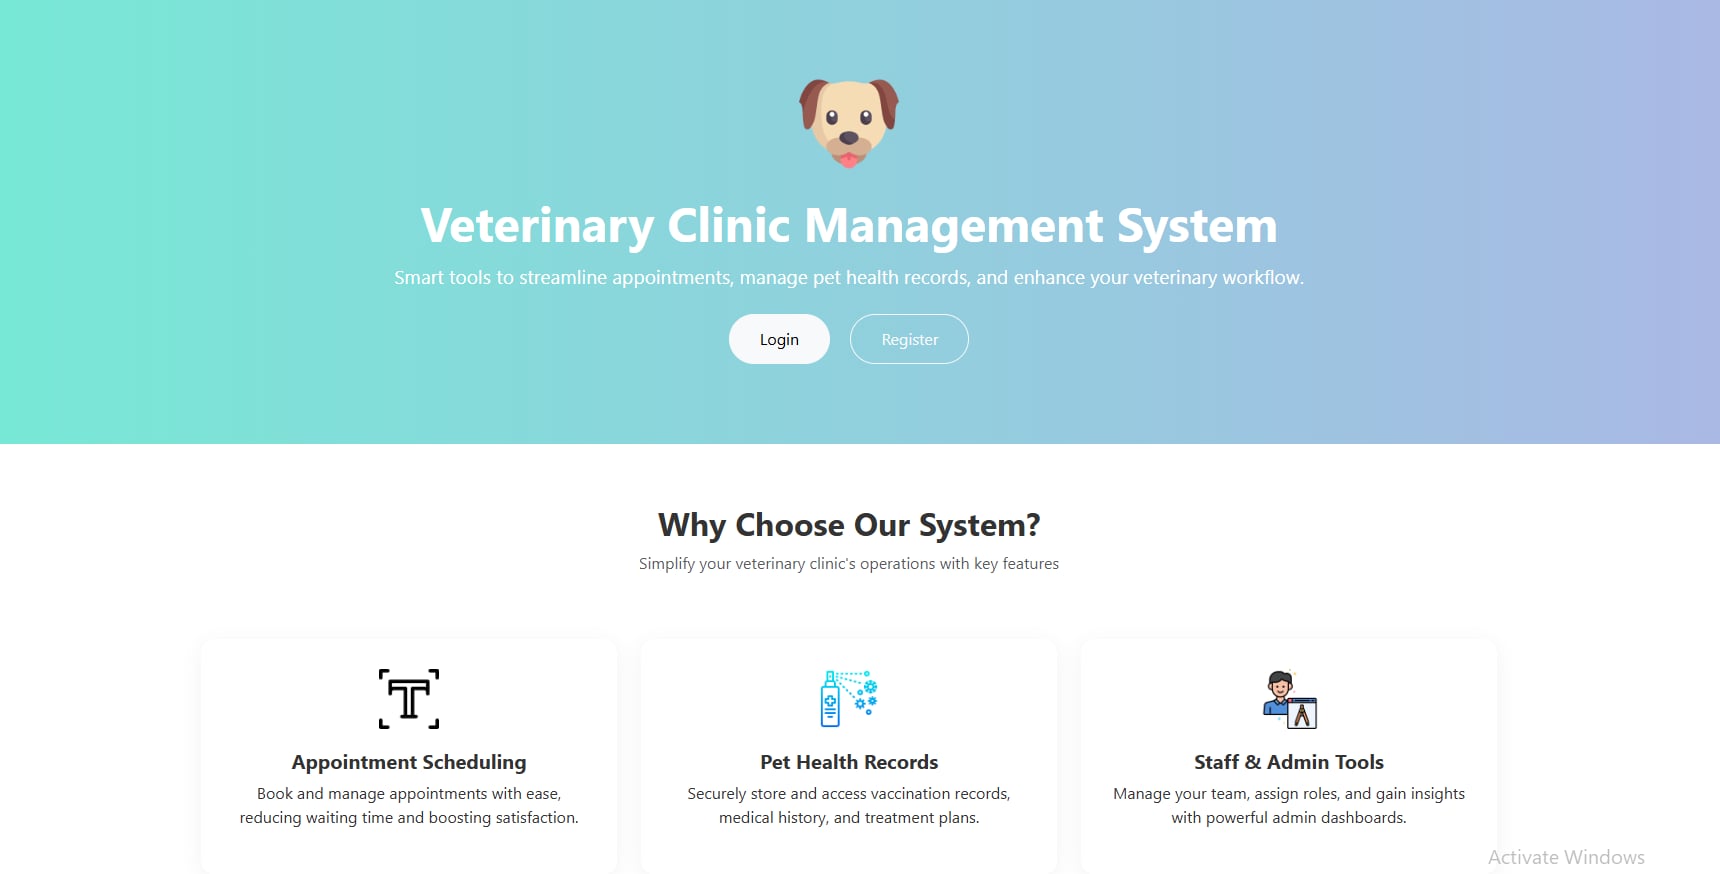 Veterinary Clinic Management System
Smart tools to streamline appointments, manage pet health records, and enhance your veterinary workflow.
Login
Register
Why Choose Our System?
Simplify your veterinary clinic's operations with key features
Appointment Scheduling
Book and manage appointments with ease,
reducing waiting time and boosting satisfaction.
Pet Health Records
Securely store and access vaccination records,
medical history, and treatment plans.
Staff & Admin Tools
Manage your team, assign roles, and gain insights
with powerful admin dashboards.
Activate Windows